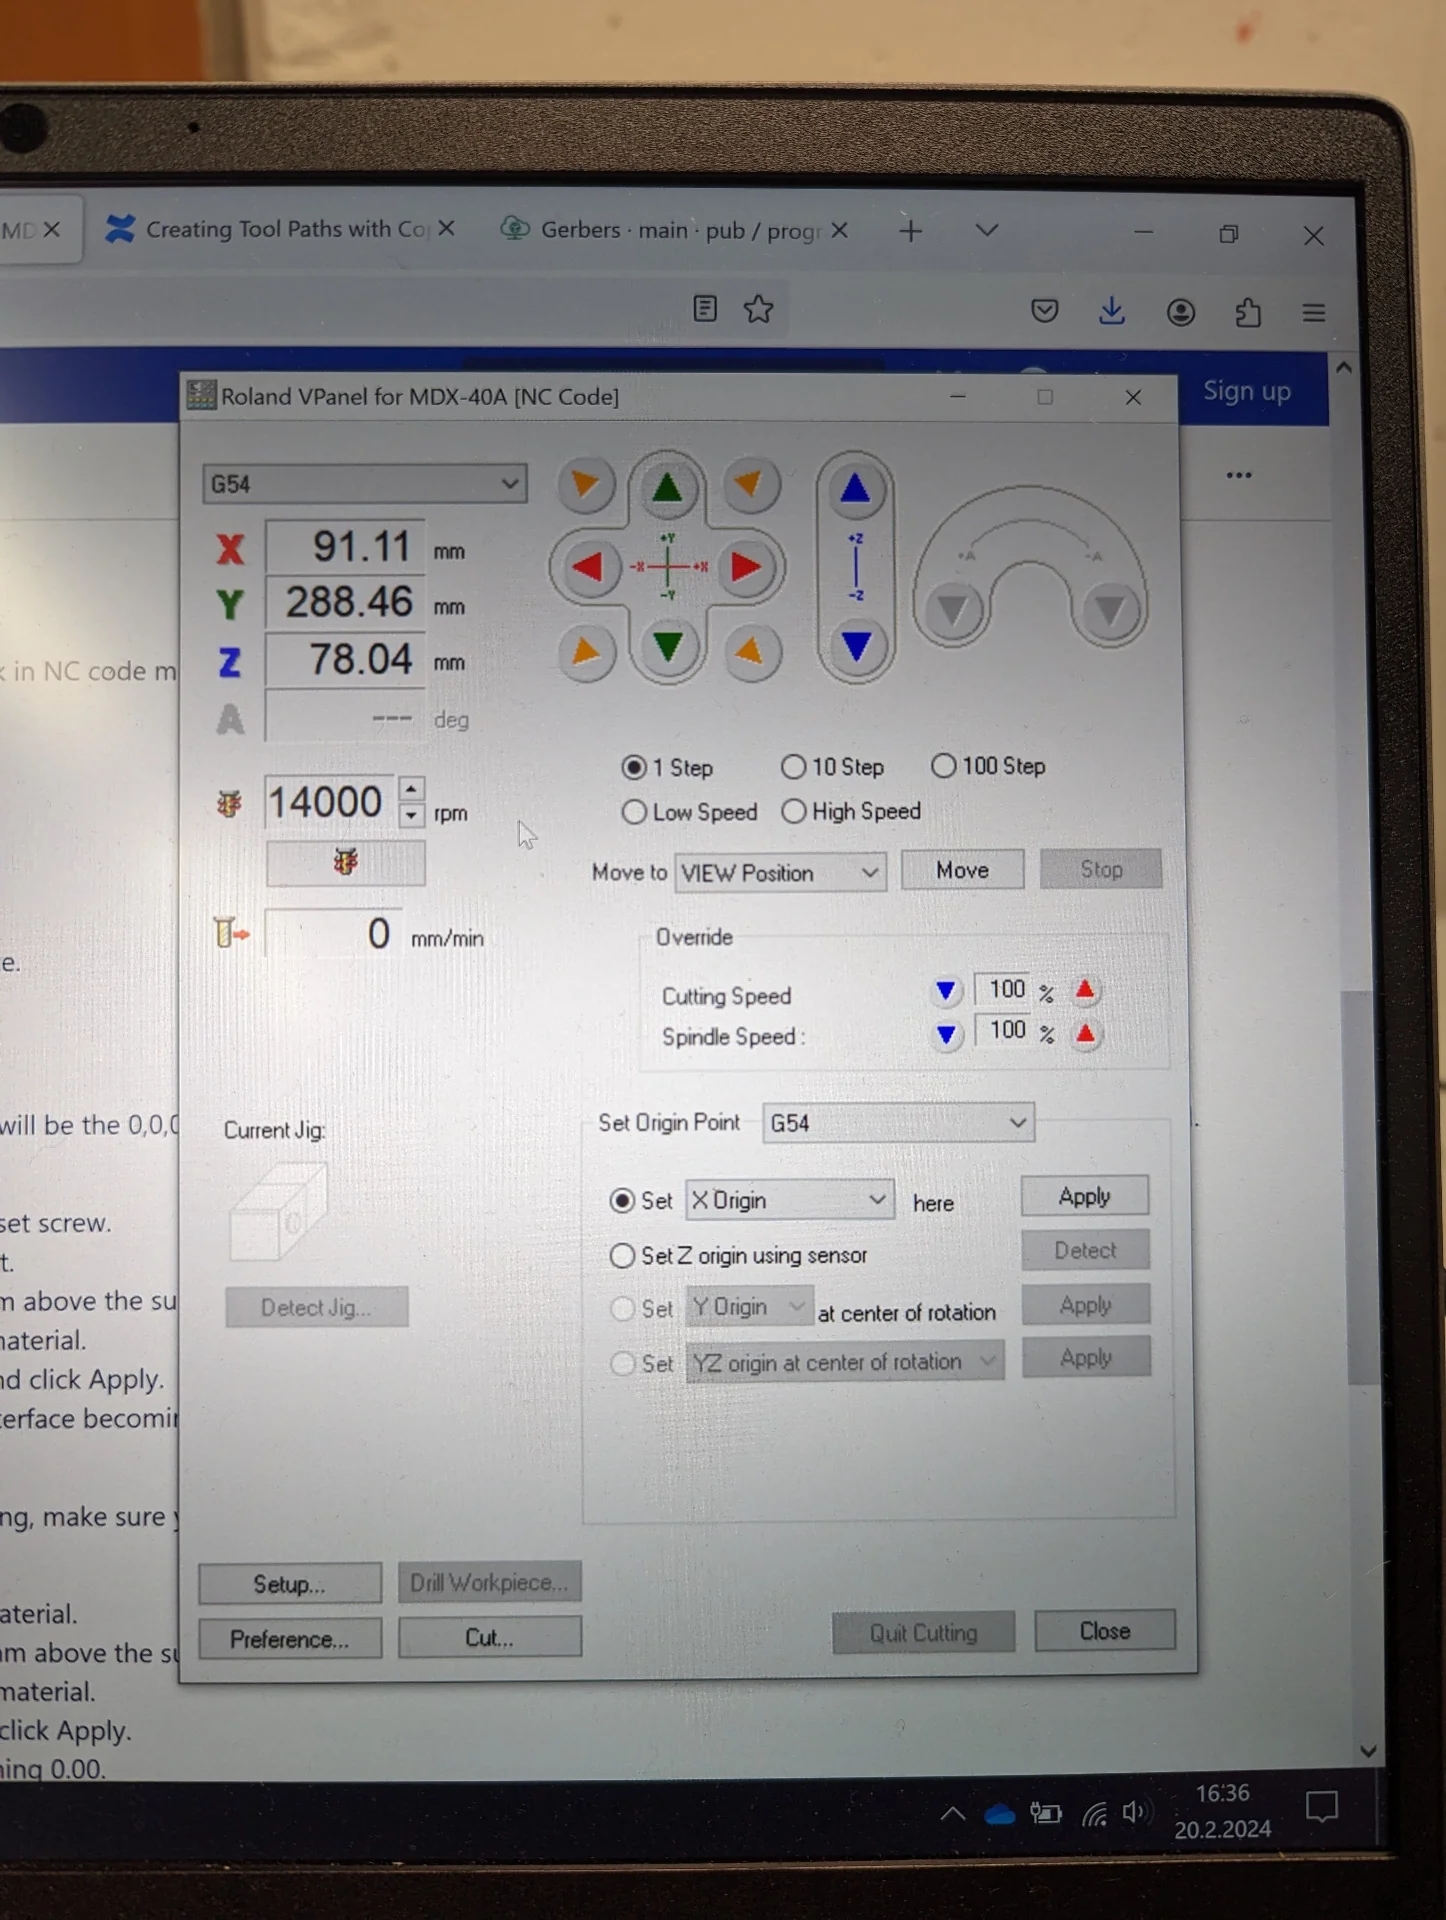 MD
Creating Tool Paths with Co
Gerbers · main · pub / progr
Sign up
Roland VPanel for MDX-40A [NC Code]
G54
X 91.11 mm
Y 288.46 mm
Z 78.04 mm
A --- deg
+Y
-X +X
-Y
+Z
-Z
+A -A
in NC code m
1 Step 10 Step 100 Step
Low Speed High Speed
14000 rpm
Move to VIEW Position Move Stop
0 mm/min
Override
e.
Cutting Speed 100 %
Spindle Speed : 100 %
will be the 0,0,0
Current Jig:
Set Origin Point G54
Set X Origin here Apply
set screw.
Set Z origin using sensor Detect
t.
m above the su
Detect Jig...
Set Y Origin at center of rotation Apply
material.
Set YZ origin at center of rotation Apply
nd click Apply.
terface becomin
ng, make sure y
Setup... Drill Workpiece...
aterial.
Preference... Cut... Quit Cutting Close
m above the su
material.
click Apply.
ning 0.00.
16:36
20.2.2024